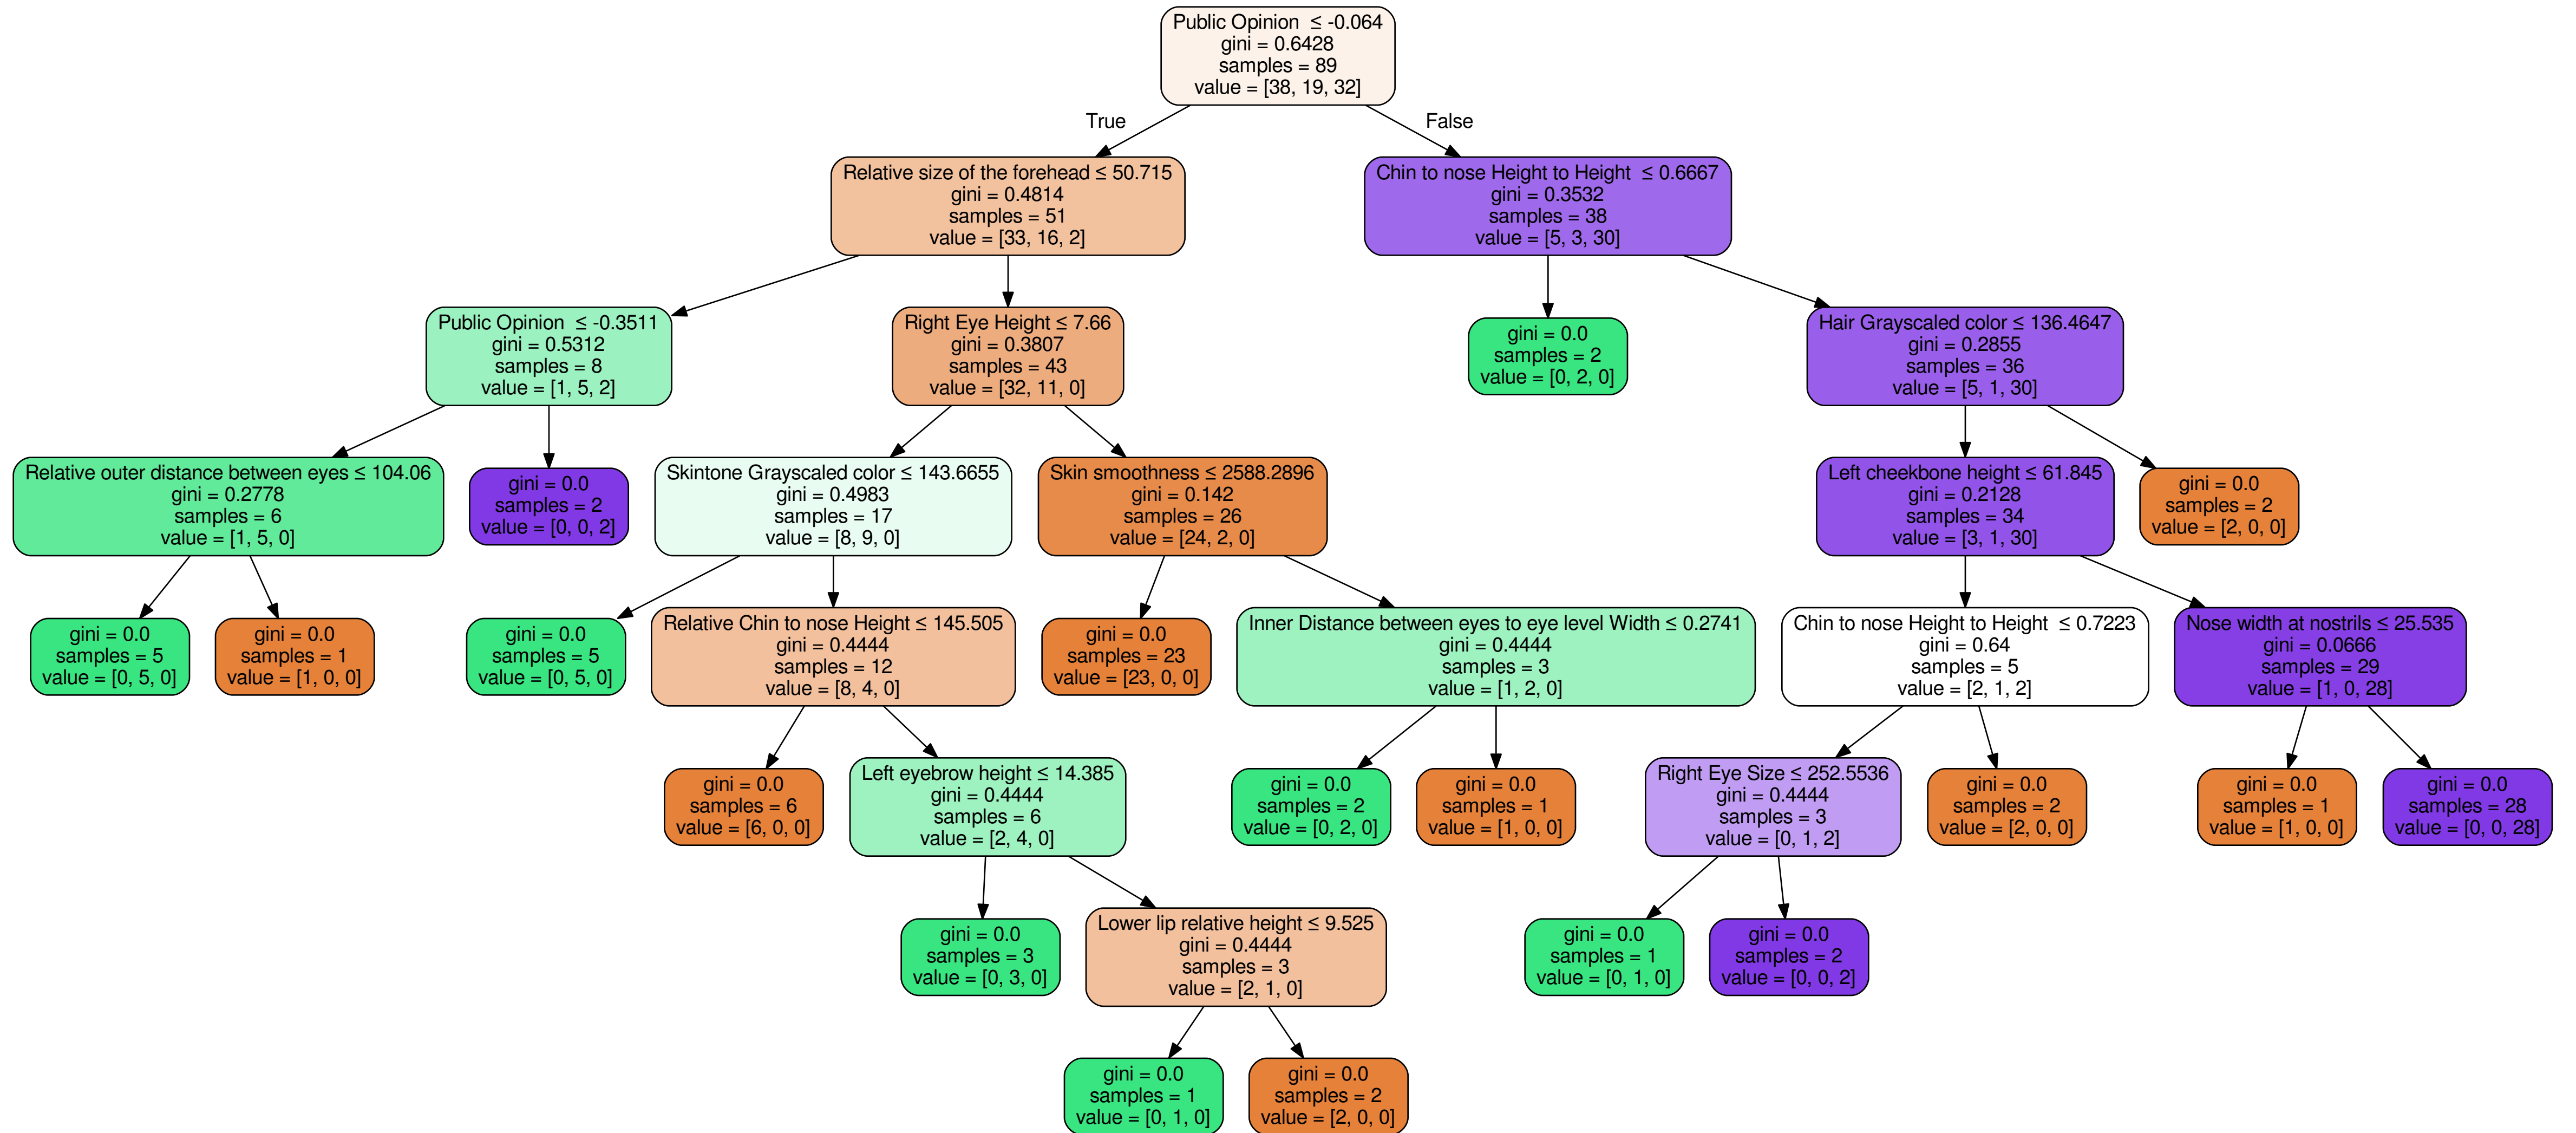 Public Opinion  ≤ -0.064
gini = 0.6428
samples = 89
value = [38, 19, 32]
True
False
Relative size of the forehead ≤ 50.715
gini = 0.4814
samples = 51
value = [33, 16, 2]
Chin to nose Height to Height  ≤ 0.6667
gini = 0.3532
samples = 38
value = [5, 3, 30]
Public Opinion  ≤ -0.3511
gini = 0.5312
samples = 8
value = [1, 5, 2]
Right Eye Height ≤ 7.66
gini = 0.3807
samples = 43
value = [32, 11, 0]
gini = 0.0
samples = 2
value = [0, 2, 0]
Hair Grayscaled color ≤ 136.4647
gini = 0.2855
samples = 36
value = [5, 1, 30]
Relative outer distance between eyes ≤ 104.06
gini = 0.2778
samples = 6
value = [1, 5, 0]
gini = 0.0
samples = 2
value = [0, 0, 2]
Skintone Grayscaled color ≤ 143.6655
gini = 0.4983
samples = 17
value = [8, 9, 0]
Skin smoothness ≤ 2588.2896
gini = 0.142
samples = 26
value = [24, 2, 0]
Left cheekbone height ≤ 61.845
gini = 0.2128
samples = 34
value = [3, 1, 30]
gini = 0.0
samples = 2
value = [2, 0, 0]
gini = 0.0
samples = 5
value = [0, 5, 0]
gini = 0.0
samples = 1
value = [1, 0, 0]
gini = 0.0
samples = 5
value = [0, 5, 0]
Relative Chin to nose Height ≤ 145.505
gini = 0.4444
samples = 12
value = [8, 4, 0]
gini = 0.0
samples = 23
value = [23, 0, 0]
Inner Distance between eyes to eye level Width ≤ 0.2741
gini = 0.4444
samples = 3
value = [1, 2, 0]
Chin to nose Height to Height  ≤ 0.7223
gini = 0.64
samples = 5
value = [2, 1, 2]
Nose width at nostrils ≤ 25.535
gini = 0.0666
samples = 29
value = [1, 0, 28]
gini = 0.0
samples = 6
value = [6, 0, 0]
Left eyebrow height ≤ 14.385
gini = 0.4444
samples = 6
value = [2, 4, 0]
gini = 0.0
samples = 2
value = [0, 2, 0]
gini = 0.0
samples = 1
value = [1, 0, 0]
Right Eye Size ≤ 252.5536
gini = 0.4444
samples = 3
value = [0, 1, 2]
gini = 0.0
samples = 2
value = [2, 0, 0]
gini = 0.0
samples = 1
value = [1, 0, 0]
gini = 0.0
samples = 28
value = [0, 0, 28]
gini = 0.0
samples = 3
value = [0, 3, 0]
Lower lip relative height ≤ 9.525
gini = 0.4444
samples = 3
value = [2, 1, 0]
gini = 0.0
samples = 1
value = [0, 1, 0]
gini = 0.0
samples = 2
value = [0, 0, 2]
gini = 0.0
samples = 1
value = [0, 1, 0]
gini = 0.0
samples = 2
value = [2, 0, 0]